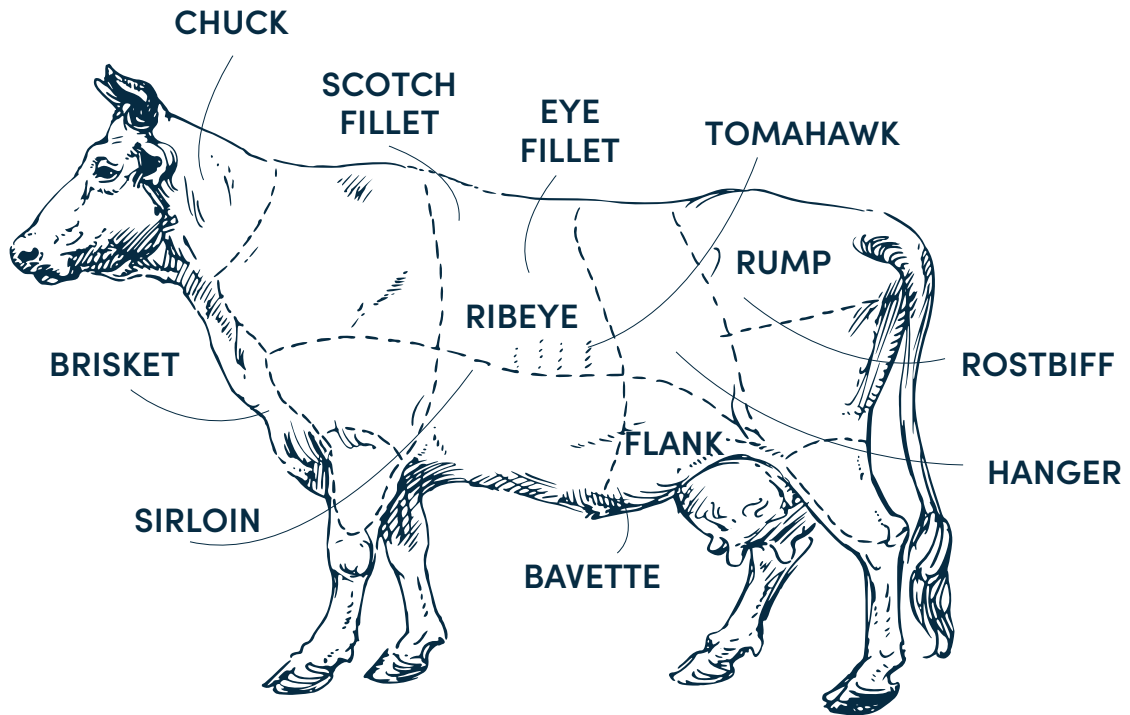 CHUCK
SCOTCH
FILLET
EYE
FILLET
TOMAHAWK
RUMP
RIBEYE
BRISKET
ROSTBIFF
FLANK
HANGER
SIRLOIN
BAVETTE